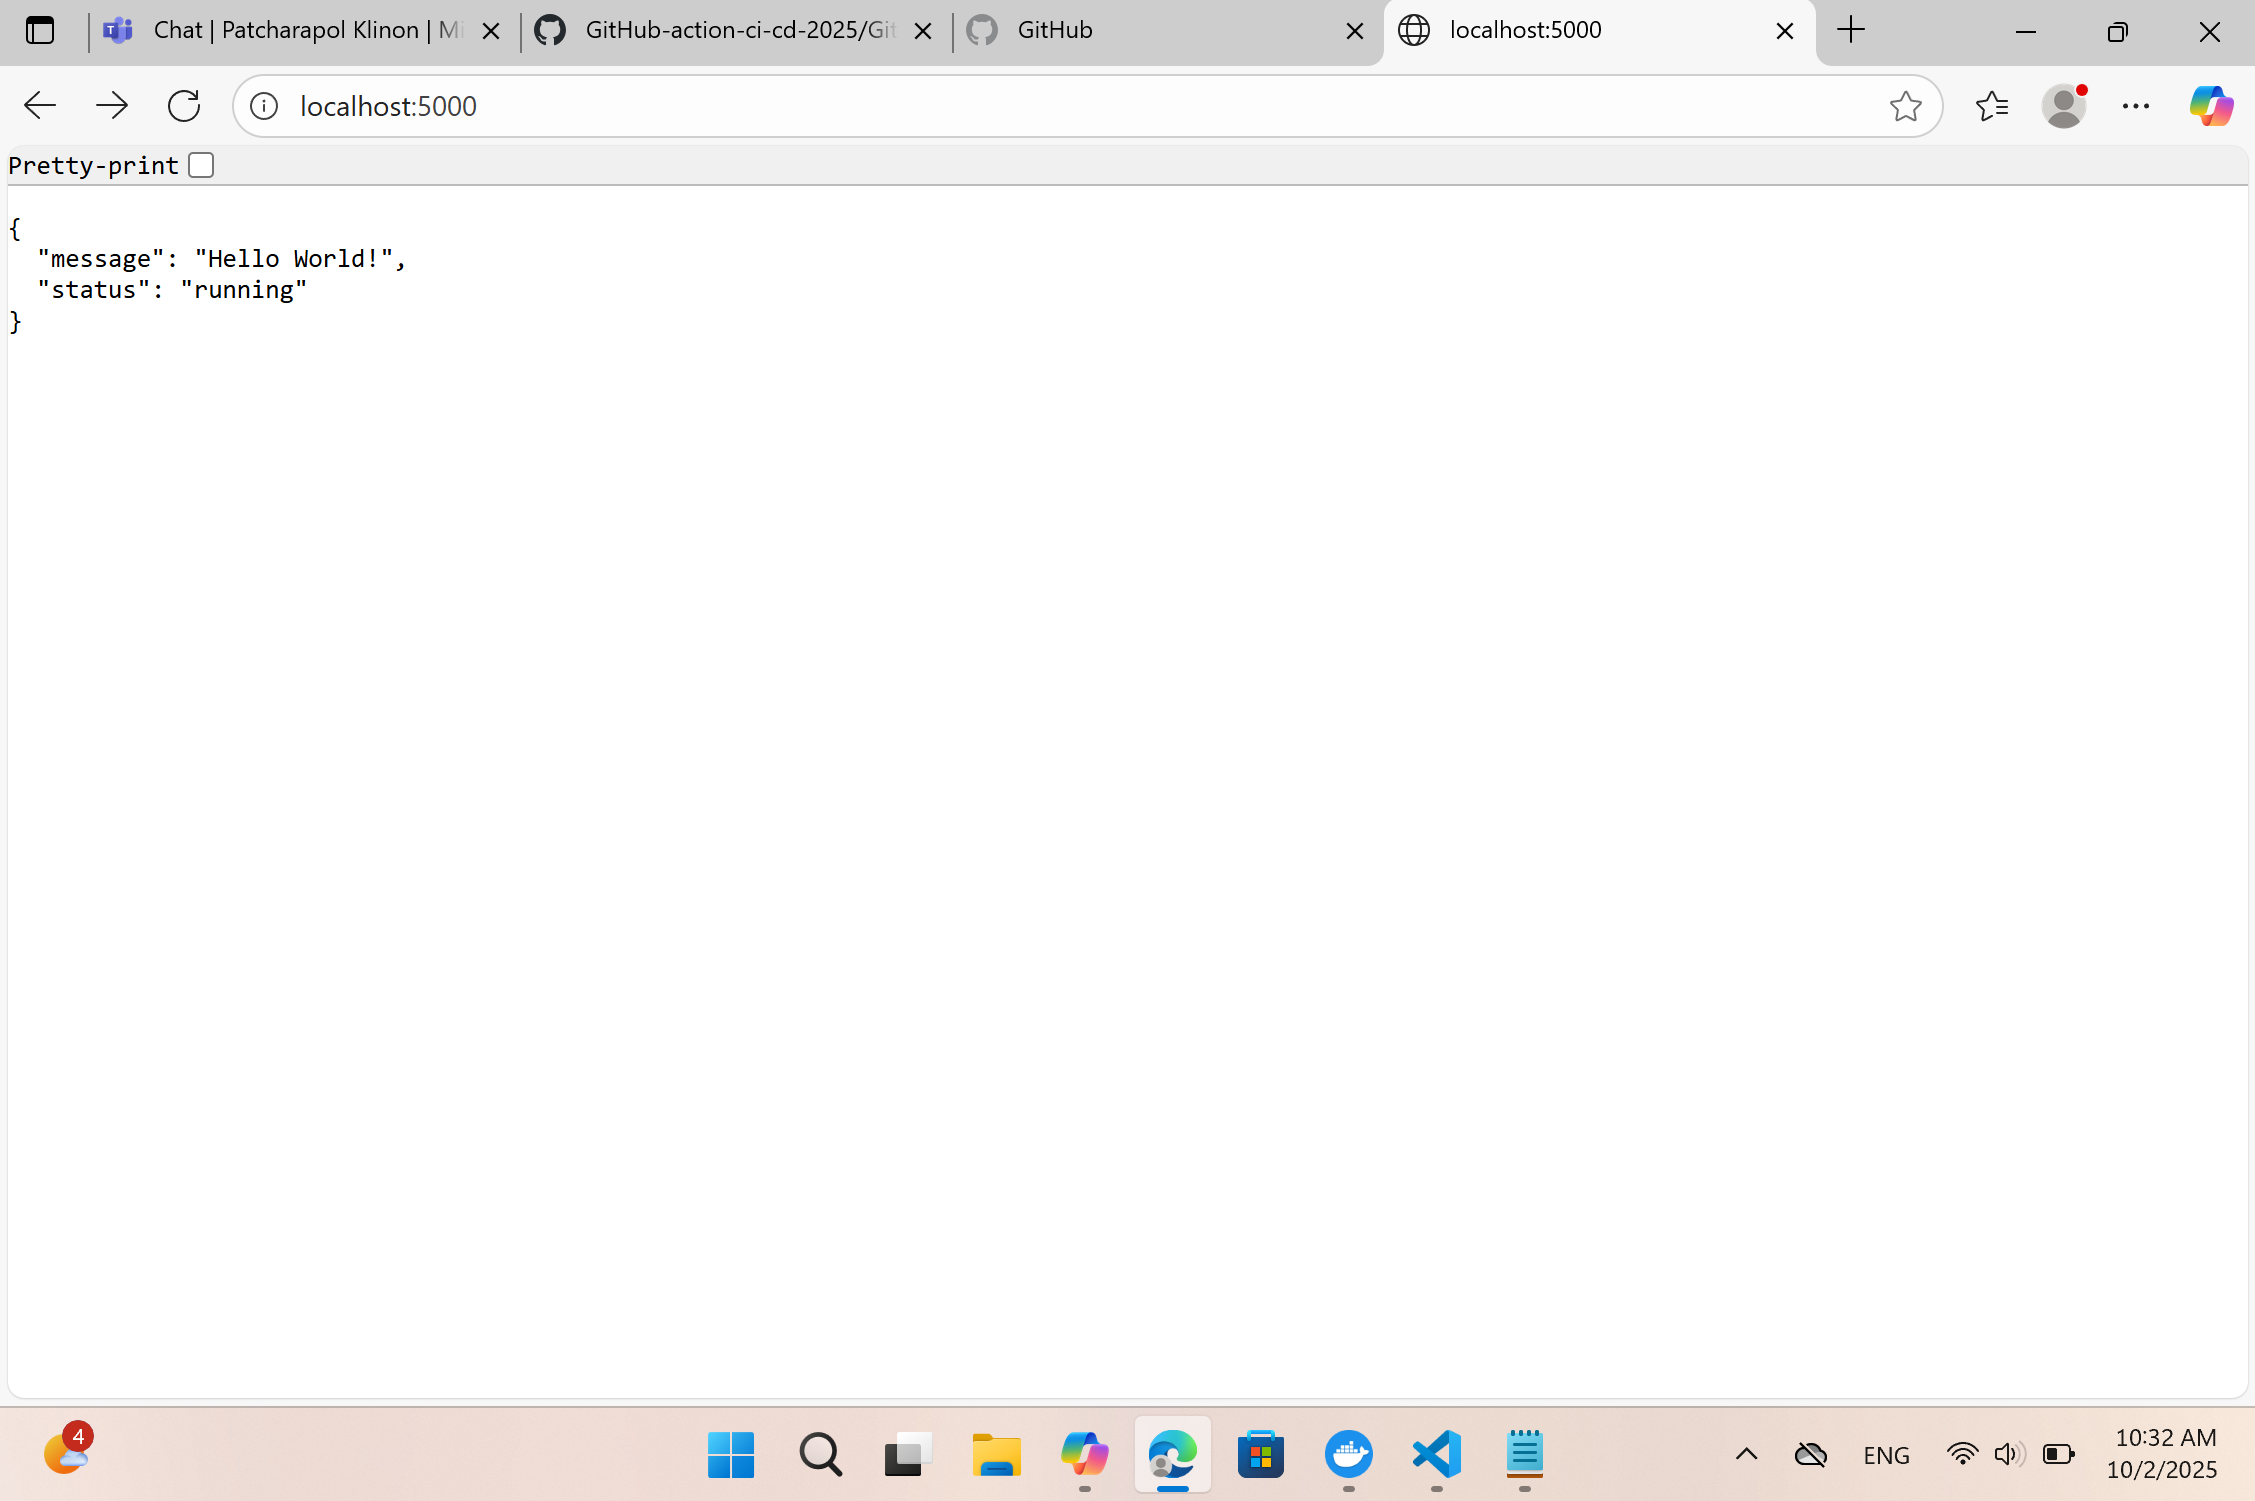 Chat | Patcharapol Klinon | Mi
GitHub-action-ci-cd-2025/Git
GitHub
localhost:5000
localhost:5000
Pretty-print
{
  "message": "Hello World!",
  "status": "running"
}
4
ENG
10:32 AM
10/2/2025